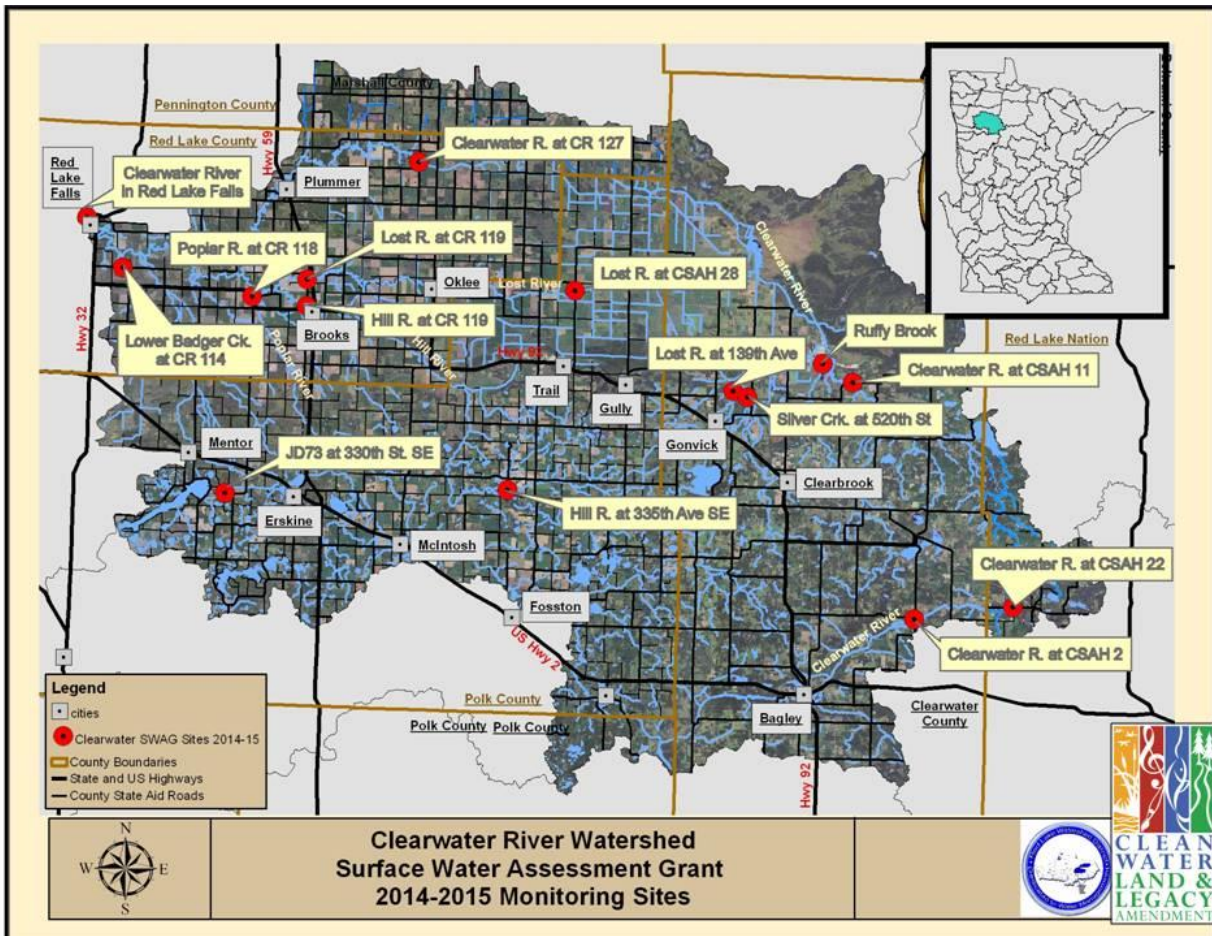 Marshall County
Pennington County
Red Lake County
Hwy 59
Clearwater R. at CR 127
Red
Lake
Falls
Clearwater River
in Red Lake Falls
Plummer
Poplar R. at CR 118
Lost R. at CR 119
Oklee
Lost River
Lost R. at CSAH 28
Clearwater River
Ruffy Brook
Red Lake Nation
Hwy 32
Lower Badger Ck.
at CR 114
Hill R. at CR 119
Brooks
Poplar River
Hill River
Lost R. at 139th Ave
Clearwater R. at CSAH 11
Trail
Gully
Silver Crk. at 520th St
Gonvick
Mentor
JD73 at 330th St. SE
Clearbrook
Erskine
Hill R. at 335th Ave SE
McIntosh
Clearwater R. at CSAH 22
Fosston
Clearwater River
US Hwy 2
Clearwater R. at CSAH 2
Polk County
Polk County Polk County
Bagley
Clearwater
County
Hwy 92
Legend
cities
Clearwater SWAG Sites 2014-15
County Boundaries
State and US Highways
County State Aid Roads
N
W E
S
Clearwater River Watershed
Surface Water Assessment Grant
2014-2015 Monitoring Sites
CLEAN
WATER
LAND &
LEGACY
AMENDMENT